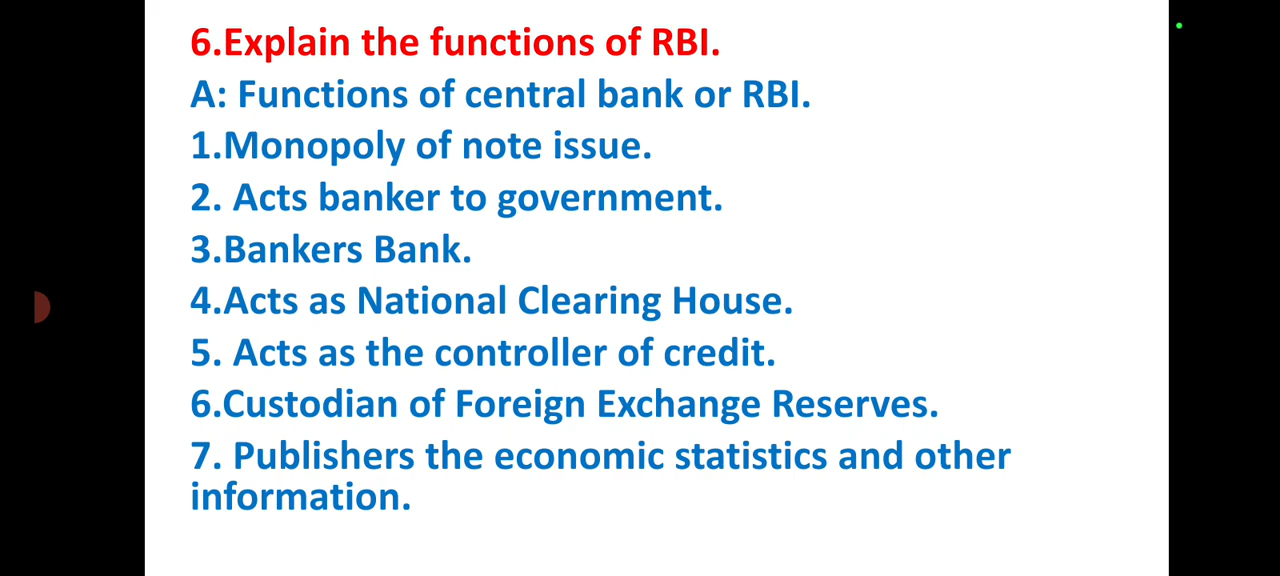 6.Explain the functions of RBI.
A: Functions of central bank or RBI.
1.Monopoly of note issue.
2. Acts banker to government.
3.Bankers Bank.
4.Acts as National Clearing House.
5. Acts as the controller of credit.
6.Custodian of Foreign Exchange Reserves.
7. Publishers the economic statistics and other
information.